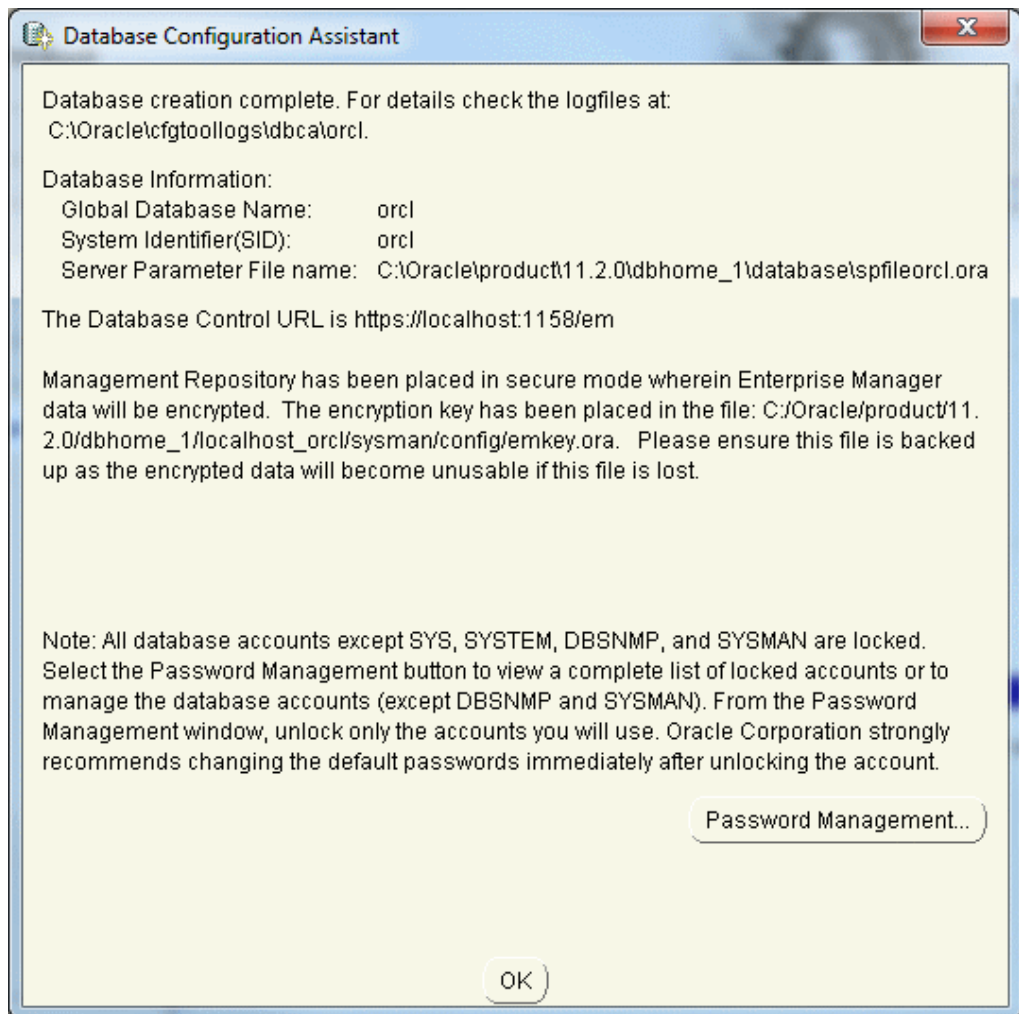 Database Configuration Assistant
Database creation complete. For details check the logfiles at:
C:\Oracle\cfgtoollogs\dbca\orcl.
Database Information:
Global Database Name: orcl
System Identifier(SID): orcl
Server Parameter File name: C:\Oracle\product\11.2.0\dbhome_1\database\spfileorcl.ora
The Database Control URL is https://localhost:1158/em
Management Repository has been placed in secure mode wherein Enterprise Manager
data will be encrypted. The encryption key has been placed in the file: C:/Oracle/product/11.
2.0/dbhome_1/localhost_orcl/sysman/config/emkey.ora. Please ensure this file is backed
up as the encrypted data will become unusable if this file is lost.
Note: All database accounts except SYS, SYSTEM, DBSNMP, and SYSMAN are locked.
Select the Password Management button to view a complete list of locked accounts or to
manage the database accounts (except DBSNMP and SYSMAN). From the Password
Management window, unlock only the accounts you will use. Oracle Corporation strongly
recommends changing the default passwords immediately after unlocking the account.
Password Management...
OK